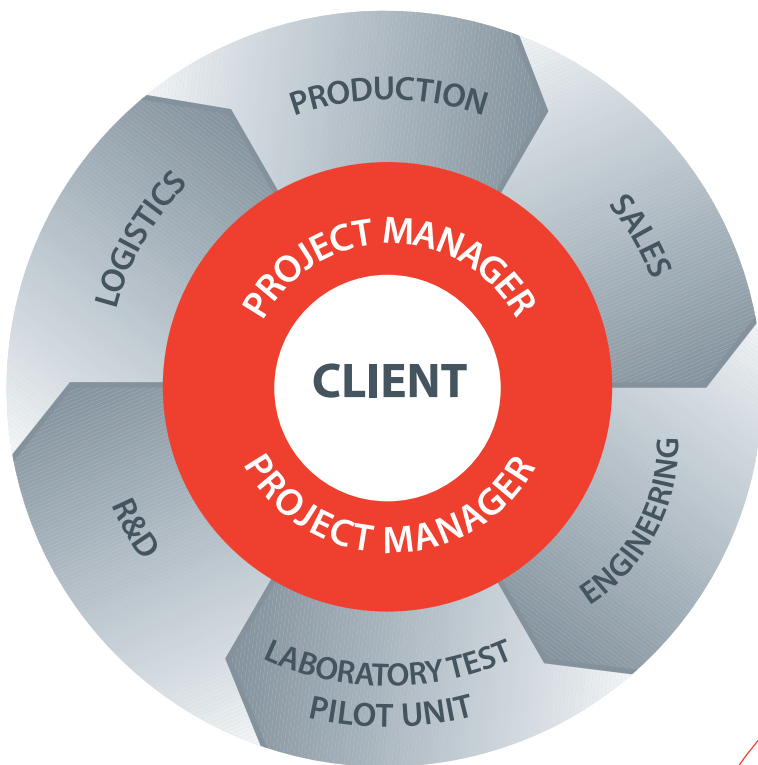 PRODUCTION
SALES
ENGINEERING
LABORATORY TEST
PILOT UNIT
R&D
LOGISTICS
PROJECT MANAGER
CLIENT
PROJECT MANAGER